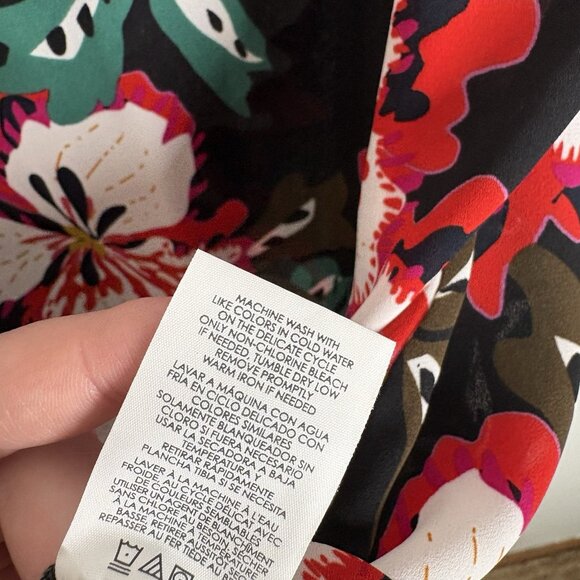 MACHINE WASH WITH
LIKE COLORS IN COLD WATER
ON THE DELICATE CYCLE
ONLY NON-CHLORINE BLEACH
IF NEEDED, TUMBLE DRY LOW
REMOVE PROMPTLY
WARM IRON IF NEEDED
LAVAR A MÁQUINA CON AGUA
FRÍA EN CICLO DELICADO CON
COLORES SIMILARES
SOLAMENTE BLANQUEADOR SIN
CLORO SI FUERA NECESARIO
USAR LA SECADORA A BAJA
TEMPERATURA Y
RETIRAR RAPIDAMENTE
PLANCHA TIBIA SI SE NECESITA
LAVER À LA MACHINE À L'EAU
FROIDE, AU CYCLE DÉLICAT AVEC
DE COULEURS SEMBLABLES
UTILISER UN AGENT DE BLANCHIMENT
SANS CHLORE AU BESOIN, SÉCHER
À LA MACHINE À BASSE
TEMPÉRATURE, RETIRER AUSSITÔT
REPASSER AU FER TIÈDE AU BESOIN